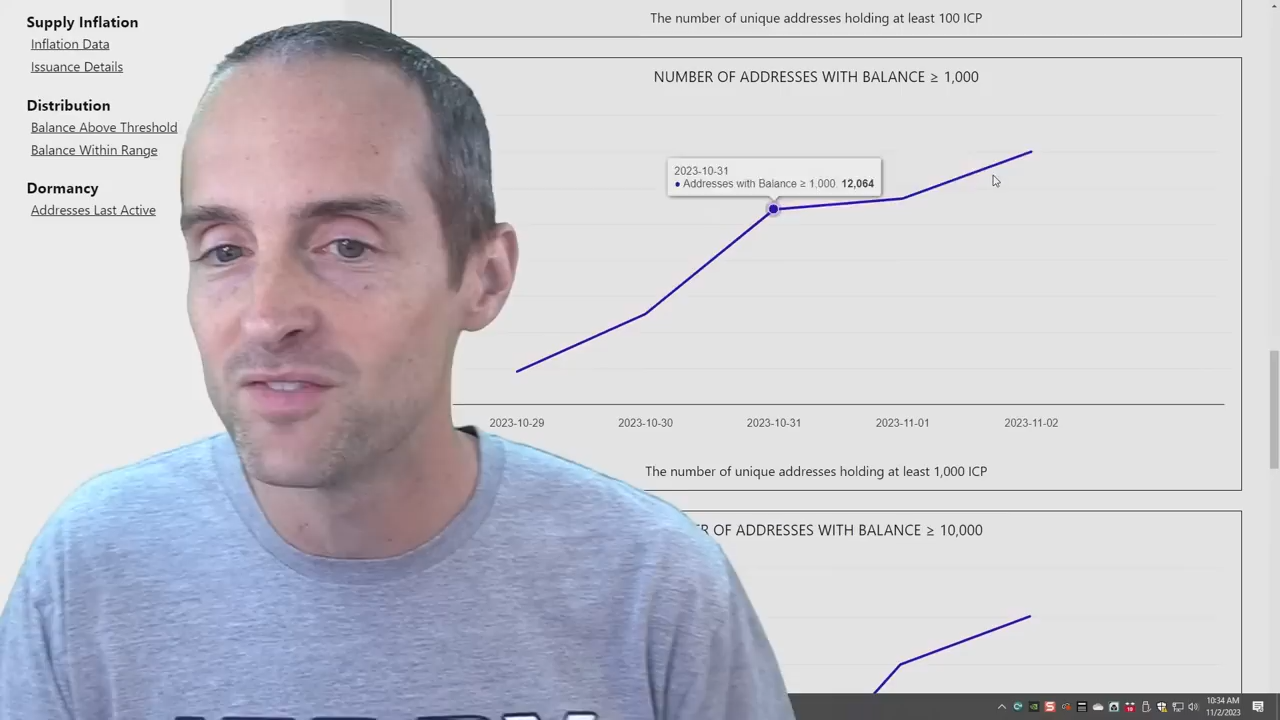 Supply Inflation
Inflation Data
Issuance Details
Distribution
Balance Above Threshold
Balance Within Range
Dormancy
Addresses Last Active
The number of unique addresses holding at least 100 ICP
NUMBER OF ADDRESSES WITH BALANCE ≥ 1,000
2023-10-31
Addresses with Balance ≥ 1,000. 12,064
2023-10-29
2023-10-30
2023-10-31
2023-11-01
2023-11-02
The number of unique addresses holding at least 1,000 ICP
OF ADDRESSES WITH BALANCE ≥ 10,000
10:34 AM
11/2/2023